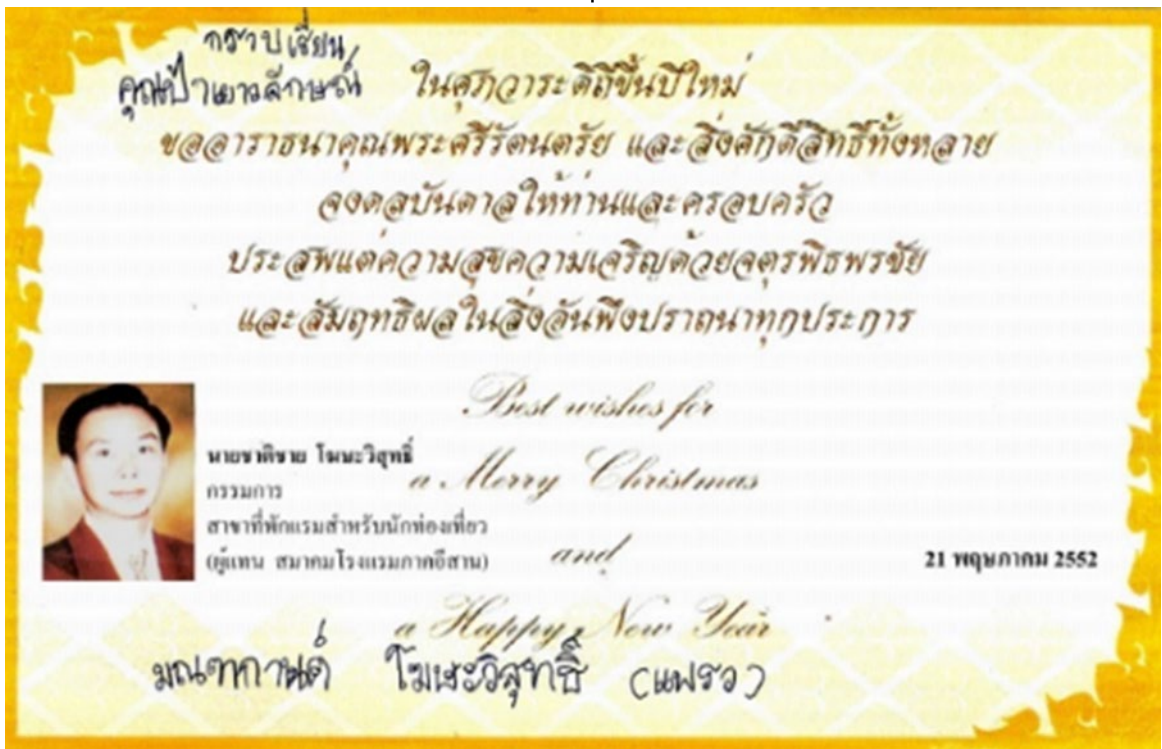 กราบเรียน
คุณป้าเยาวลักษณ์
ในศุภวาระดิถีขึ้นปีใหม่
ขออาราธนาคุณพระศรีรัตนตรัย และสิ่งศักดิ์สิทธิ์ทั้งหลาย
จงดลบันดาลให้ท่านและครอบครัว
ประสพแต่ความสุขความเจริญด้วยจตุรพิธพรชัย
และสัมฤทธิผลในสิ่งอันพึงปราถนาทุกประการ
Best wishes for
a Merry Christmas
and
a Happy New Year
นายชาติชาย โฆษะวิสุทธิ์
กรรมการ
สาขาที่พักแรมสำหรับนักท่องเที่ยว
(ผู้แทน สมาคมโรงแรมภาคอีสาน)
21 พฤษภาคม 2552
มณฑกานต์ โฆษะวิสุทธิ์ (แฟรว)